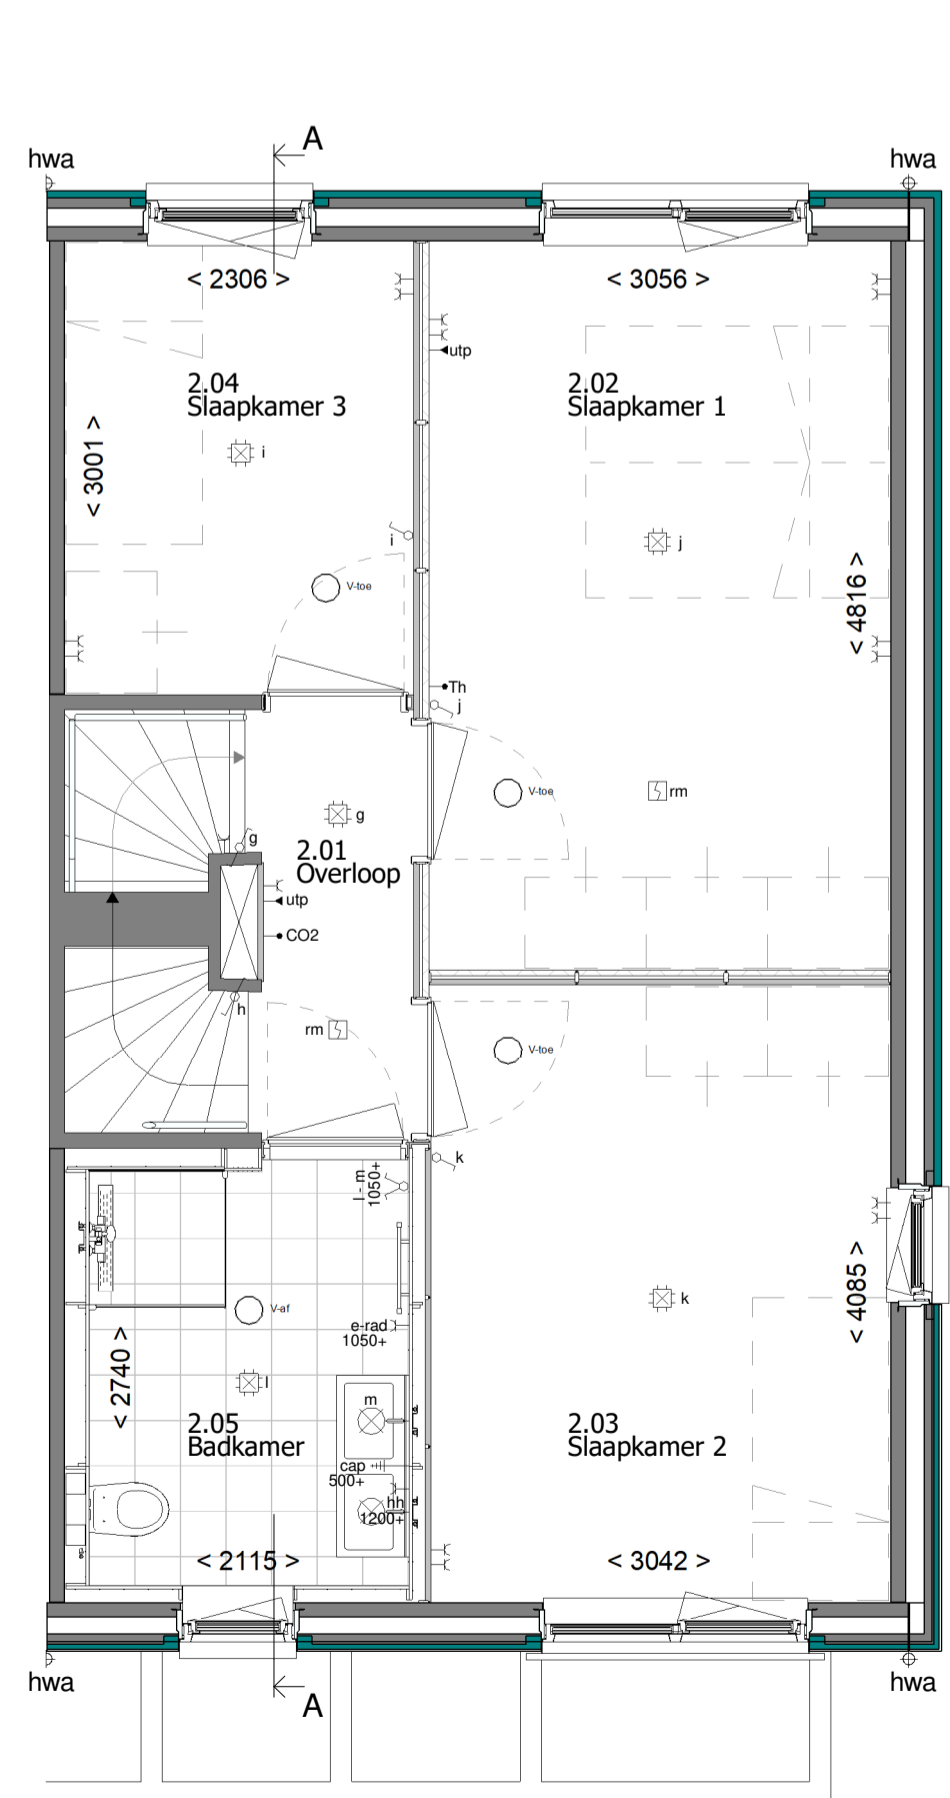 A
hwa
hwa
< 2306 >
< 3056 >
utp
2.04
Slaapkamer 3
2.02
Slaapkamer 1
< 3001 >
i
i
j
V-toe
< 4816 >
Th
j
V-toe
rm
g
g
2.01
Overloop
utp
CO2
h
rm
V-toe
k
l - m
1050+
V-af
k
< 4085 >
e-rad
1050+
< 2740 >
l
m
2.05
Badkamer
2.03
Slaapkamer 2
cap
500+
hh
1200+
< 2115 >
< 3042 >
hwa
hwa
A